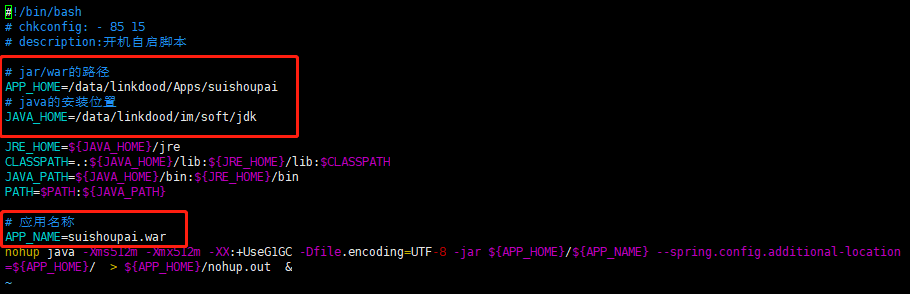 #!/bin/bash
# chkconfig: - 85 15
# description:开机自启脚本
# jar/war的路径
APP_HOME=/data/linkdood/Apps/suishoupai
# java的安装位置
JAVA_HOME=/data/linkdood/im/soft/jdk
JRE_HOME=${JAVA_HOME}/jre
CLASSPATH=.:${JAVA_HOME}/lib:${JRE_HOME}/lib:$CLASSPATH
JAVA_PATH=${JAVA_HOME}/bin:${JRE_HOME}/bin
PATH=$PATH:${JAVA_PATH}
# 应用名称
APP_NAME=suishoupai.war
nohup java -Xms512m -Xmx512m -XX:+UseG1GC -Dfile.encoding=UTF-8 -jar ${APP_HOME}/${APP_NAME} --spring.config.additional-location
=${APP_HOME}/  > ${APP_HOME}/nohup.out  &
~